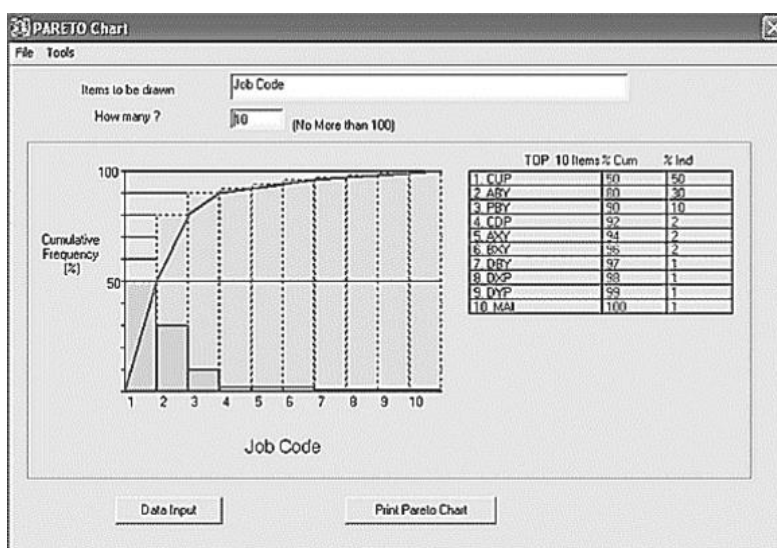 PARETO Chart
File Tools
Items to be drawn Job Code
How many ? 10 (No More than 100)
TOP 10 Items % Cum % Ind
1. CUP 50 50
2 ABY 80 30
3 PBY 90 10
4 CDP 92 2
5 AXY 94 2
6 BXY 96 2
7 DBY 97 1
8 DXP 98 1
9 DYP 99 1
10 MAI 100 1
100
Cumulative
Frequency
[%]
50
1 2 3 4 5 6 7 8 9 10
Job Code
Data Input Print Pareto Chart